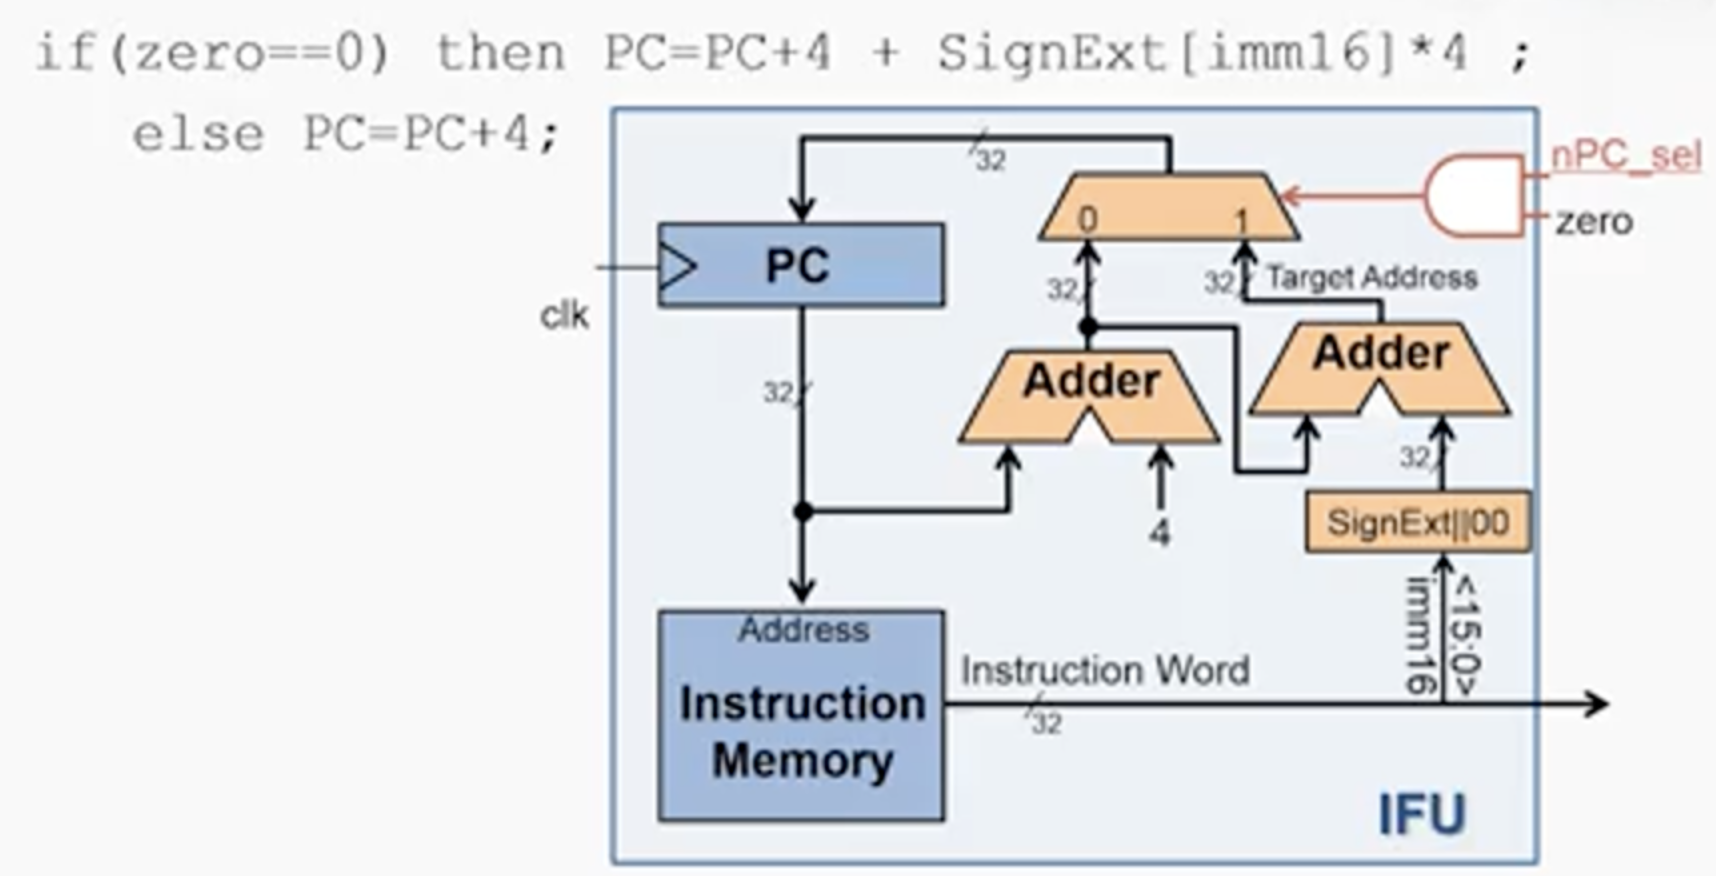 if(zero==0) then PC=PC+4 + SignExt[imm16]*4 ;
else PC=PC+4;
32
nPC_sel
0 1
zero
PC
32
32
Target Address
clk
Adder
Adder
32
32
4
SignExt||00
imm16
<15:0>
Address
Instruction
Memory
Instruction Word
32
IFU